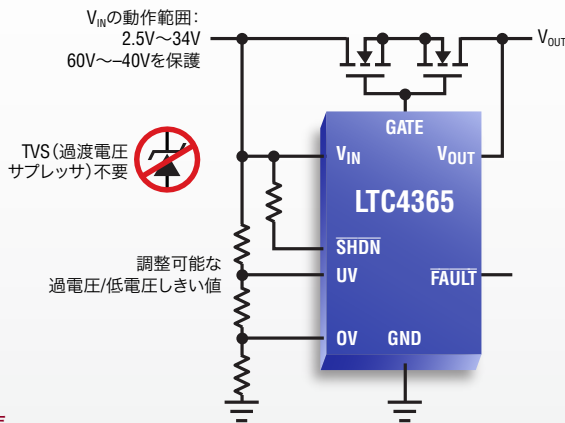 VINの動作範囲：
2.5V～34V
60V～–40Vを保護
VOUT
GATE
TVS（過渡電圧
サプレッサ）不要
VIN
VOUT
LTC4365
SHDN
調整可能な
過電圧/低電圧しきい値
UV
FAULT
OV
GND